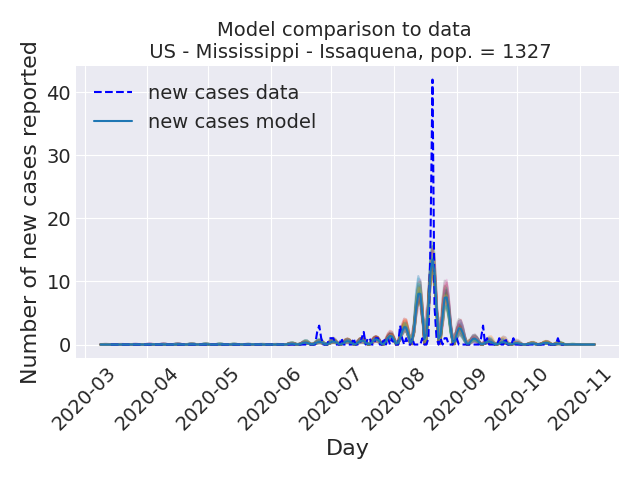 Model comparison to data
US - Mississippi - Issaquena, pop. = 1327
Number of new cases reported
40
30
20
10
0
new cases data
new cases model
2020-03
2020-04
2020-05
2020-06
2020-07
2020-08
2020-09
2020-10
2020-11
Day